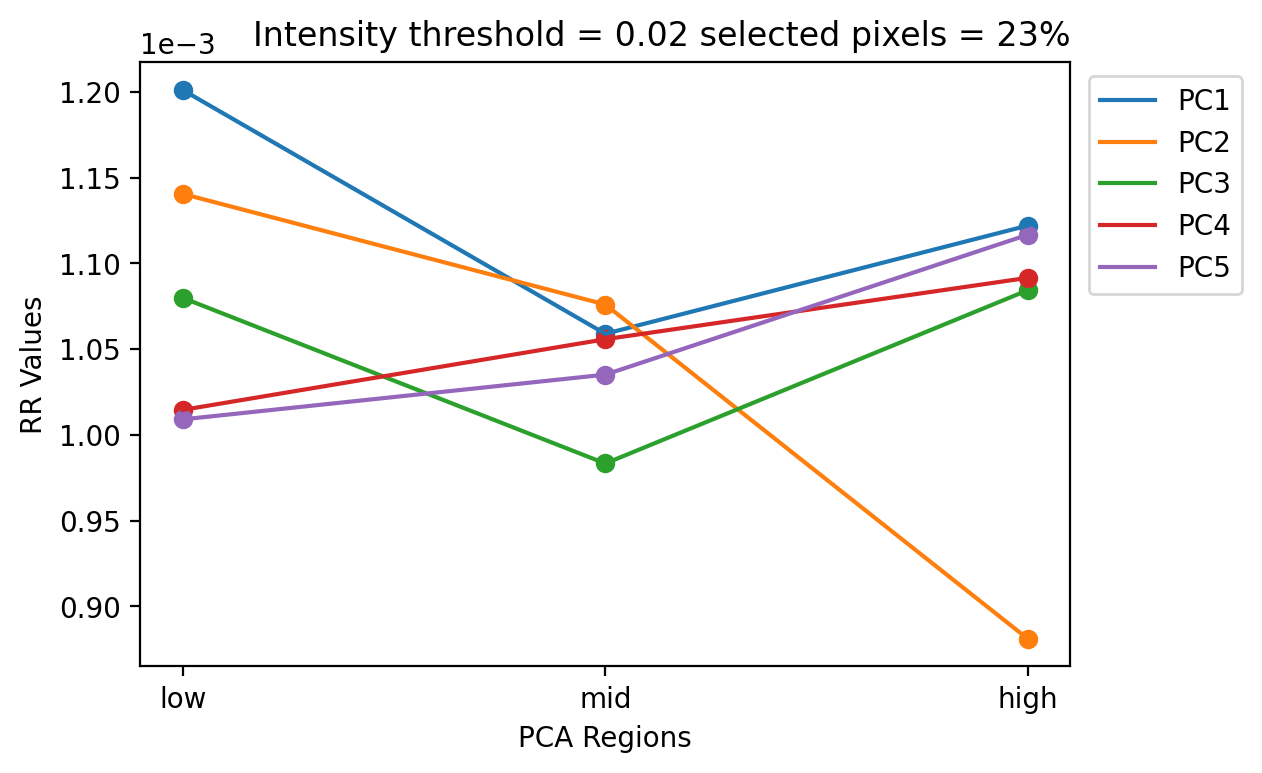 1e−3
Intensity threshold = 0.02 selected pixels = 23%
1.20
1.15
1.10
1.05
1.00
0.95
0.90
RR Values
low
mid
high
PCA Regions
PC1
PC2
PC3
PC4
PC5